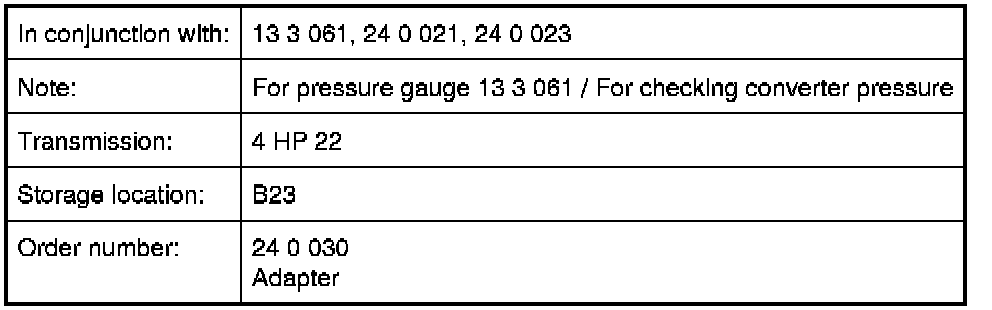 In conjunction with: 13 3 061, 24 0 021, 24 0 023
Note: For pressure gauge 13 3 061 / For checking converter pressure
Transmission: 4 HP 22
Storage location: B23
Order number: 24 0 030
Adapter